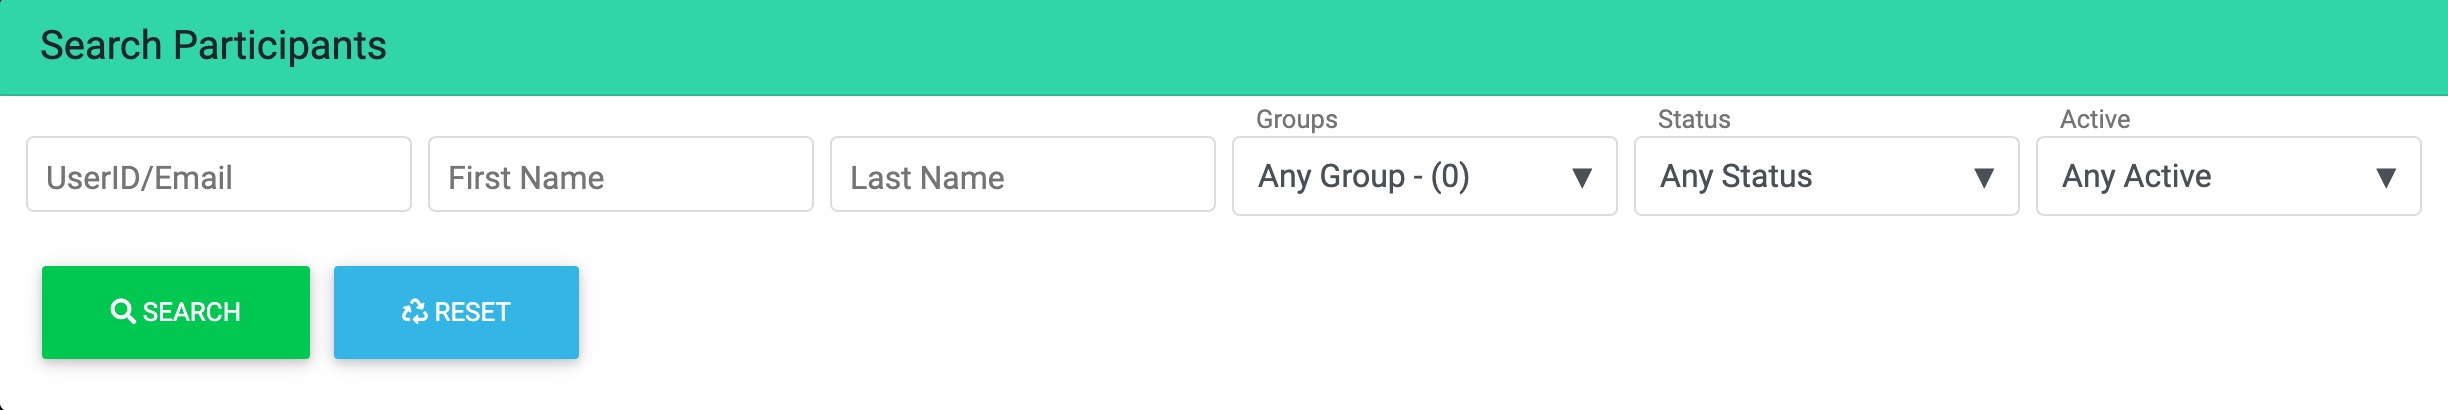 Search Participants
Groups Status Active
UserID/Email First Name Last Name Any Group - (0) ▼ Any Status ▼ Any Active ▼
SEARCH RESET